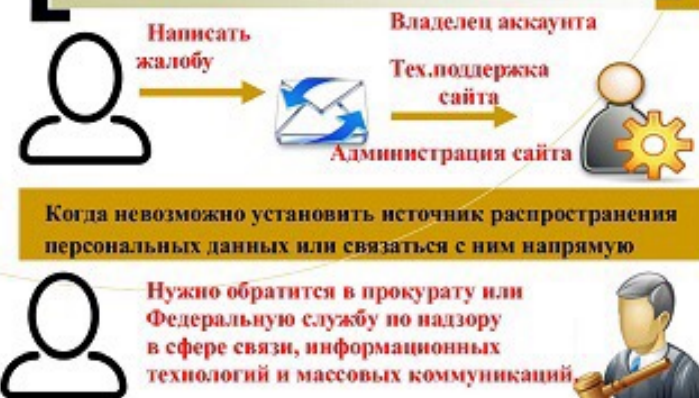 Написать
жалобу
Владелец аккаунта
Тех.поддержка
сайта
Администрация сайта
Когда невозможно установить источник распространения
персональных данных или связаться с ним напрямую
Нужно обратится в прокурату или
Федеральную службу по надзору
в сфере связи, информационных
технологий и массовых коммуникаций